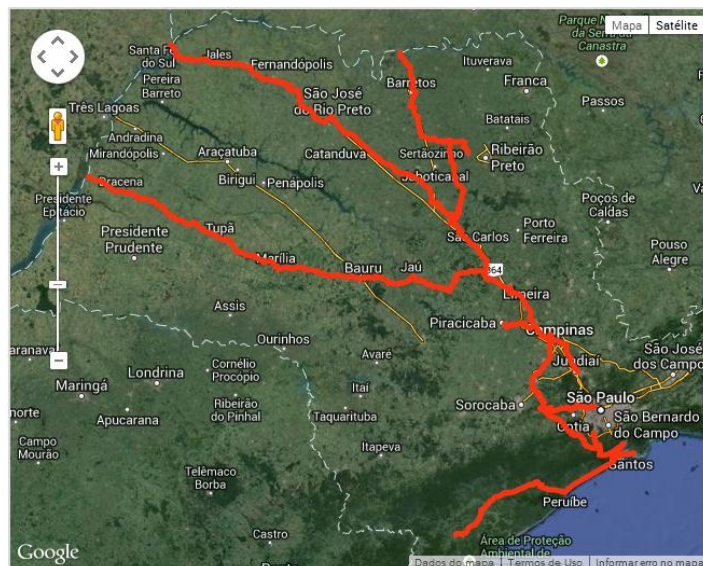 Parque N
da Serra da
Canastra
Mapa
Satélite
Santa Fé
do Sul
Jales
Fernandópolis
Ituverava
Pereira
Barreto
São José
do Rio Preto
Barretos
Franca
Três Lagoas
Batatais
Passos
Andradina
Mirandópolis
Araçatuba
Catanduva
Sertãozinho
Ribeirão
Preto
Birigui
Penápolis
Jaboticabal
Dracena
Presidente
Epitácio
Poços de
Caldas
Tupã
Presidente
Prudente
São Carlos
Porto
Ferreira
Pouso
Alegre
Marília
Bauru
Jaú
364
Limeira
Assis
Piracicaba
Campinas
Ourinhos
Avaré
Jundiaí
São José
dos Campo
aranava
Cornélio
Procópio
Londrina
Maringá
Itaí
São Paulo
Ribeirão
do Pinhal
Taquarituba
Sorocaba
Cotia
São Bernardo
do Campo
norte
Apucarana
Campo
Mourão
Itapeva
Santos
Telêmaco
Borba
Peruíbe
Castro
Área de Proteção
Ambiental de
Google
Dados do mapa
Termos de Uso
Informar erro no mapa